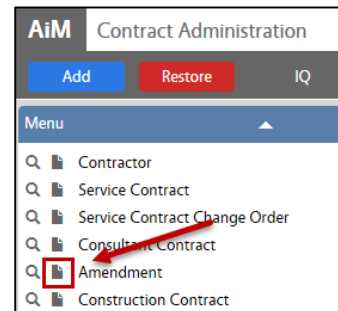 AiM Contract Administration
Add Restore IQ
Menu
Contractor
Service Contract
Service Contract Change Order
Consultant Contract
Amendment
Construction Contract